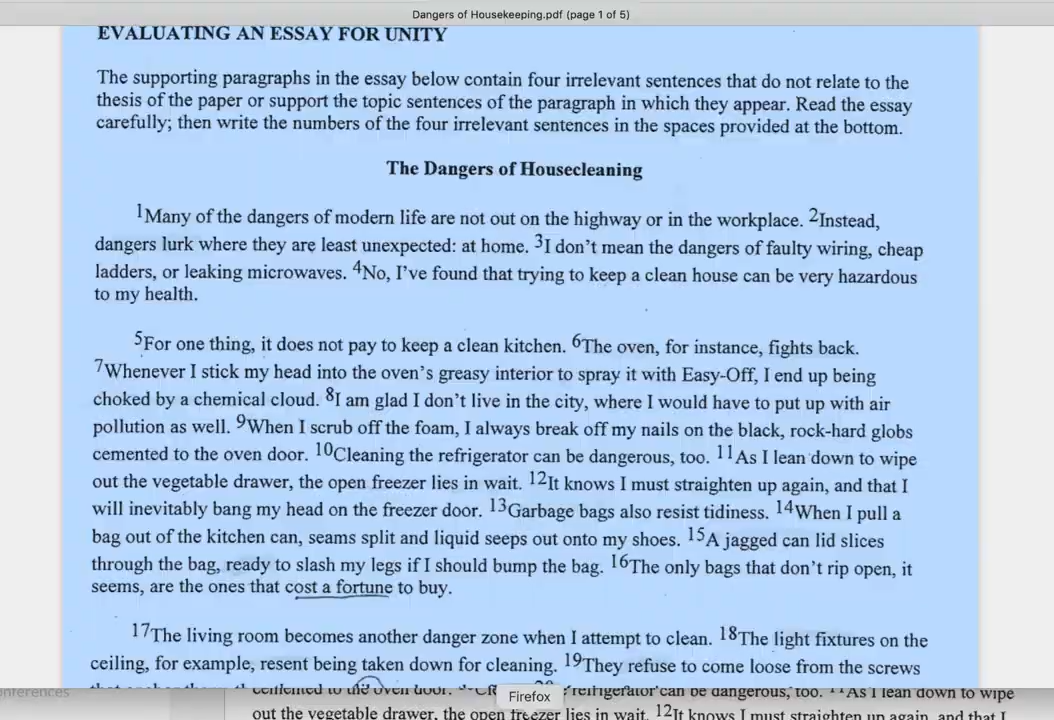 Dangers of Housekeeping.pdf (page 1 of 5)
EVALUATING AN ESSAY FOR UNITY
The supporting paragraphs in the essay below contain four irrelevant sentences that do not relate to the
thesis of the paper or support the topic sentences of the paragraph in which they appear. Read the essay
carefully; then write the numbers of the four irrelevant sentences in the spaces provided at the bottom.
The Dangers of Housecleaning
1Many of the dangers of modern life are not out on the highway or in the workplace. 2Instead,
dangers lurk where they are least unexpected: at home. 3I don't mean the dangers of faulty wiring, cheap
ladders, or leaking microwaves. 4No, I've found that trying to keep a clean house can be very hazardous
to my health.
5For one thing, it does not pay to keep a clean kitchen. 6The oven, for instance, fights back.
7Whenever I stick my head into the oven's greasy interior to spray it with Easy-Off, I end up being
choked by a chemical cloud. 8I am glad I don't live in the city, where I would have to put up with air
pollution as well. 9When I scrub off the foam, I always break off my nails on the black, rock-hard globs
cemented to the oven door. 10Cleaning the refrigerator can be dangerous, too. 11As I lean down to wipe
out the vegetable drawer, the open freezer lies in wait. 12It knows I must straighten up again, and that I
will inevitably bang my head on the freezer door. 13Garbage bags also resist tidiness. 14When I pull a
bag out of the kitchen can, seams split and liquid seeps out onto my shoes. 15A jagged can lid slices
through the bag, ready to slash my legs if I should bump the bag. 16The only bags that don't rip open, it
seems, are the ones that cost a fortune to buy.
17The living room becomes another danger zone when I attempt to clean. 18The light fixtures on the
ceiling, for example, resent being taken down for cleaning. 19They refuse to come loose from the screws
cemented to the oven door. refrigerator can be dangerous, too. 11As I lean down to wipe
Firefox
out the vegetable drawer, the open freezer lies in wait. 12It knows I must straighten up again, and that I